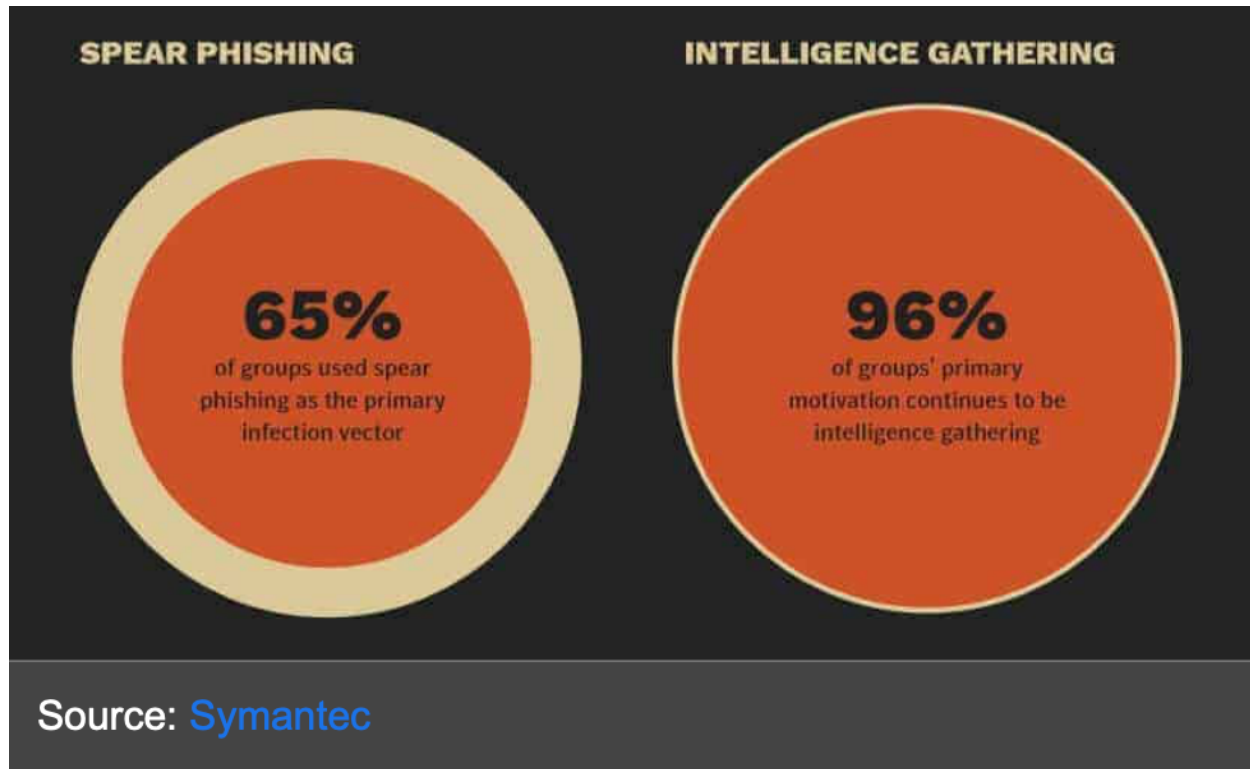 SPEAR PHISHING
65%
of groups used spear
phishing as the primary
infection vector
INTELLIGENCE GATHERING
96%
of groups' primary
motivation continues to be
intelligence gathering
Source: Symantec